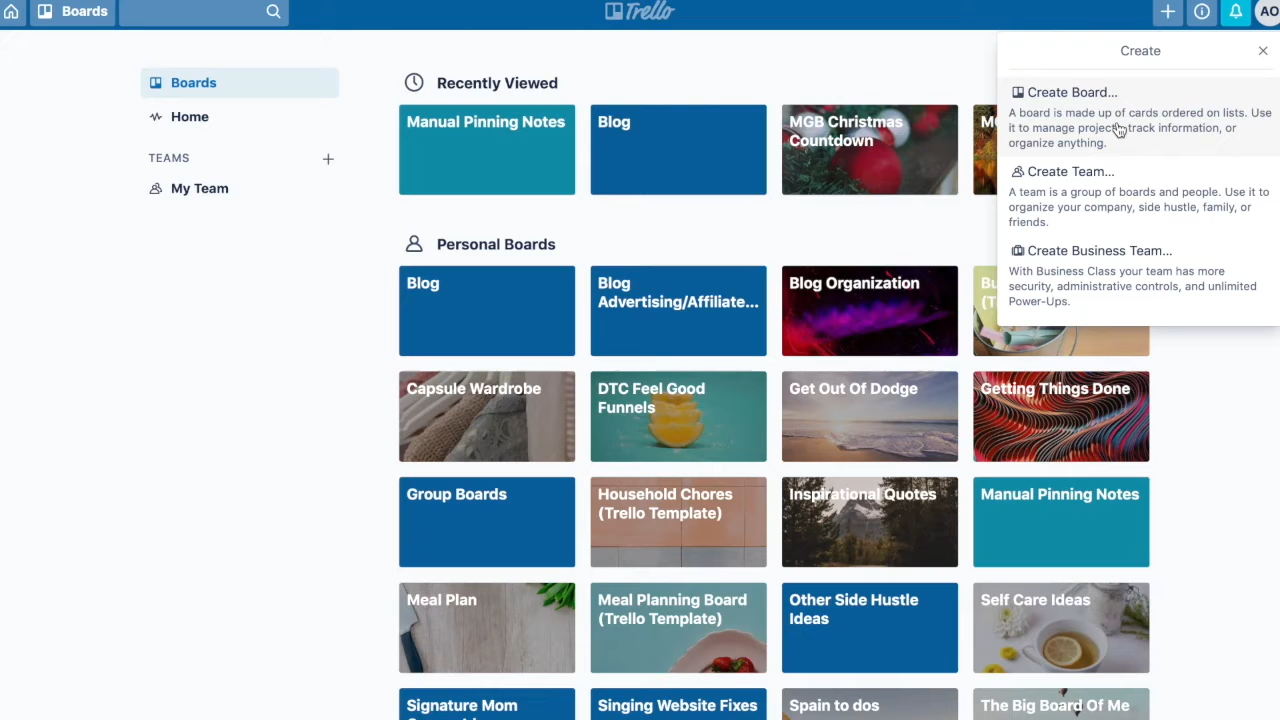 Boards
Trello
AO
Boards
Home
TEAMS
My Team
Recently Viewed
Manual Pinning Notes
Blog
MGB Christmas
Countdown
Personal Boards
Blog
Blog
Advertising/Affiliate...
Blog Organization
Capsule Wardrobe
DTC Feel Good
Funnels
Get Out Of Dodge
Getting Things Done
Group Boards
Household Chores
(Trello Template)
Inspirational Quotes
Manual Pinning Notes
Meal Plan
Meal Planning Board
(Trello Template)
Other Side Hustle
Ideas
Self Care Ideas
Signature Mom
Singing Website Fixes
Spain to do
The Big Board Of Me
Create
Create Board...
A board is made up of cards ordered on lists. Use
it to manage projects, track information, or
organize anything.
Create Team...
A team is a group of boards and people. Use it to
organize your company, side hustle, family, or
friends.
Create Business Team...
With Business Class your team has more
security, administrative controls, and unlimited
Power-Ups.